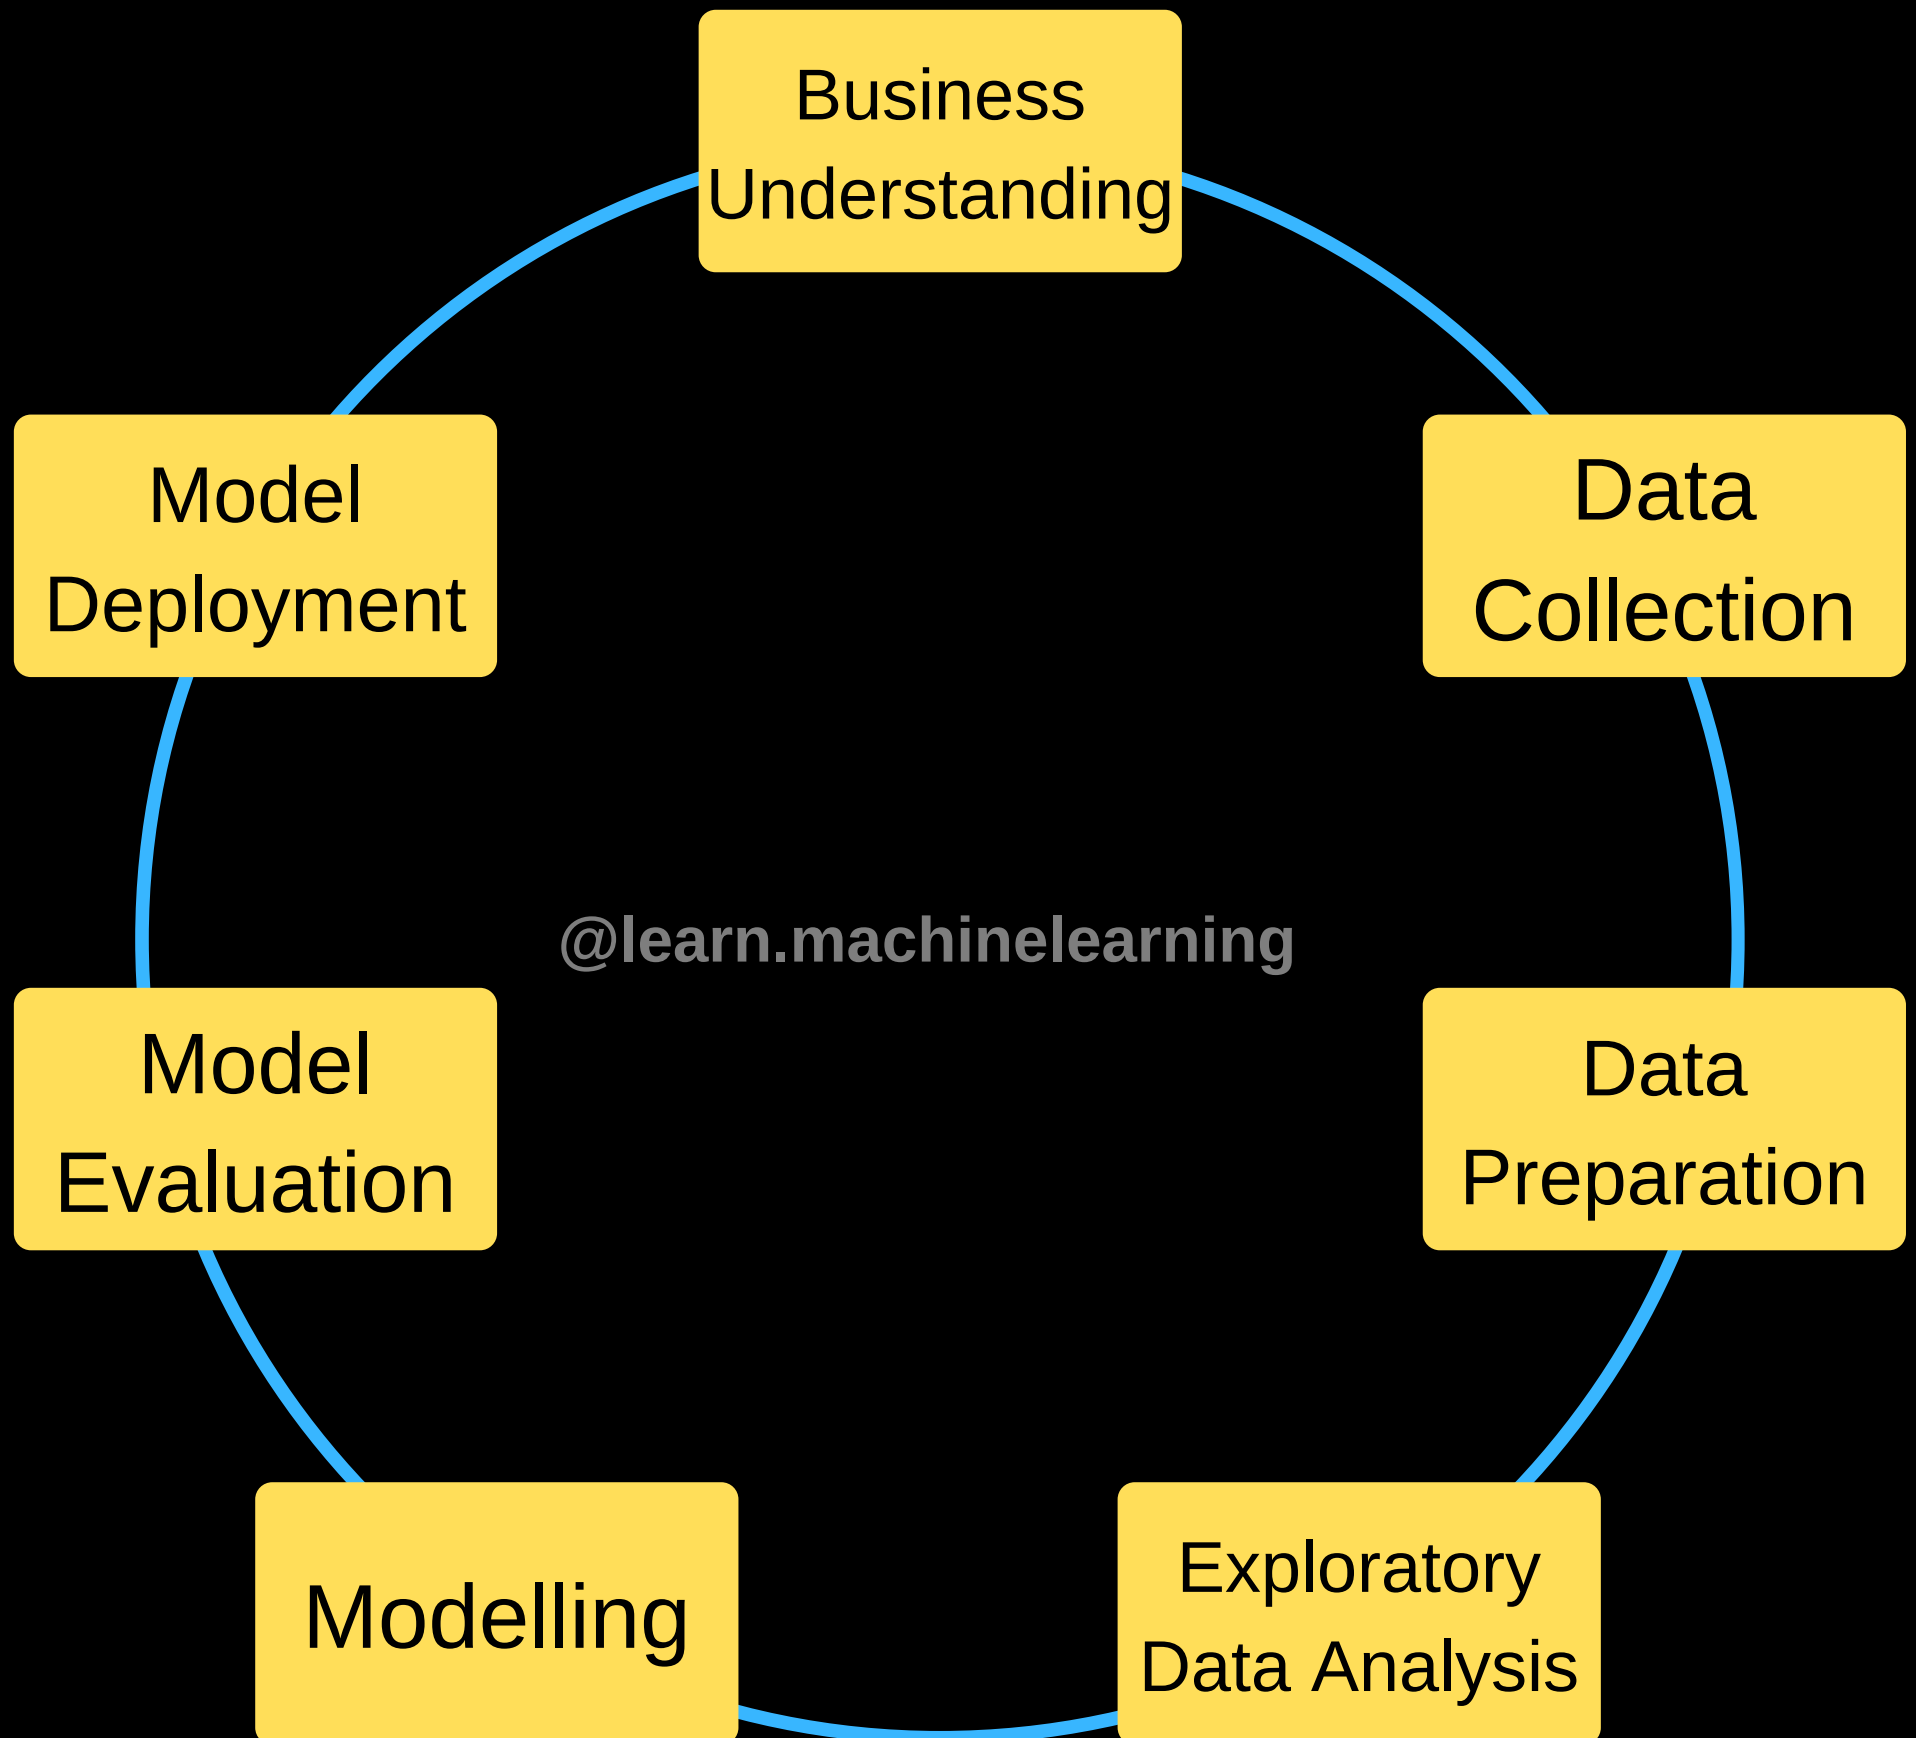 Business
Understanding
Data
Collection
Data
Preparation
Exploratory
Data Analysis
Modelling
Model
Evaluation
Model
Deployment
@learn.machinelearning